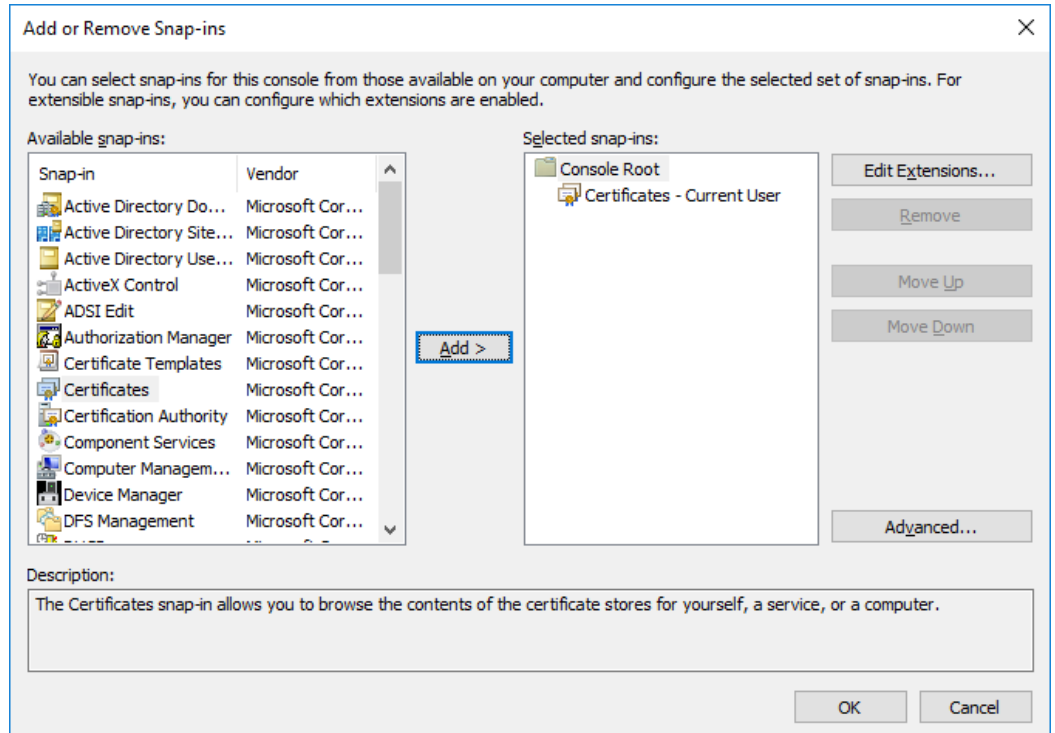 Add or Remove Snap-ins
You can select snap-ins for this console from those available on your computer and configure the selected set of snap-ins. For
extensible snap-ins, you can configure which extensions are enabled.
Available snap-ins:
Snap-in Vendor
Active Directory Do... Microsoft Cor...
Active Directory Site... Microsoft Cor...
Active Directory Use... Microsoft Cor...
ActiveX Control Microsoft Cor...
ADSI Edit Microsoft Cor...
Authorization Manager Microsoft Cor...
Certificate Templates Microsoft Cor...
Certificates Microsoft Cor...
Certification Authority Microsoft Cor...
Component Services Microsoft Cor...
Computer Managem... Microsoft Cor...
Device Manager Microsoft Cor...
DFS Management Microsoft Cor...
Add >
Selected snap-ins:
Console Root
Certificates - Current User
Edit Extensions...
Remove
Move Up
Move Down
Advanced...
Description:
The Certificates snap-in allows you to browse the contents of the certificate stores for yourself, a service, or a computer.
OK Cancel